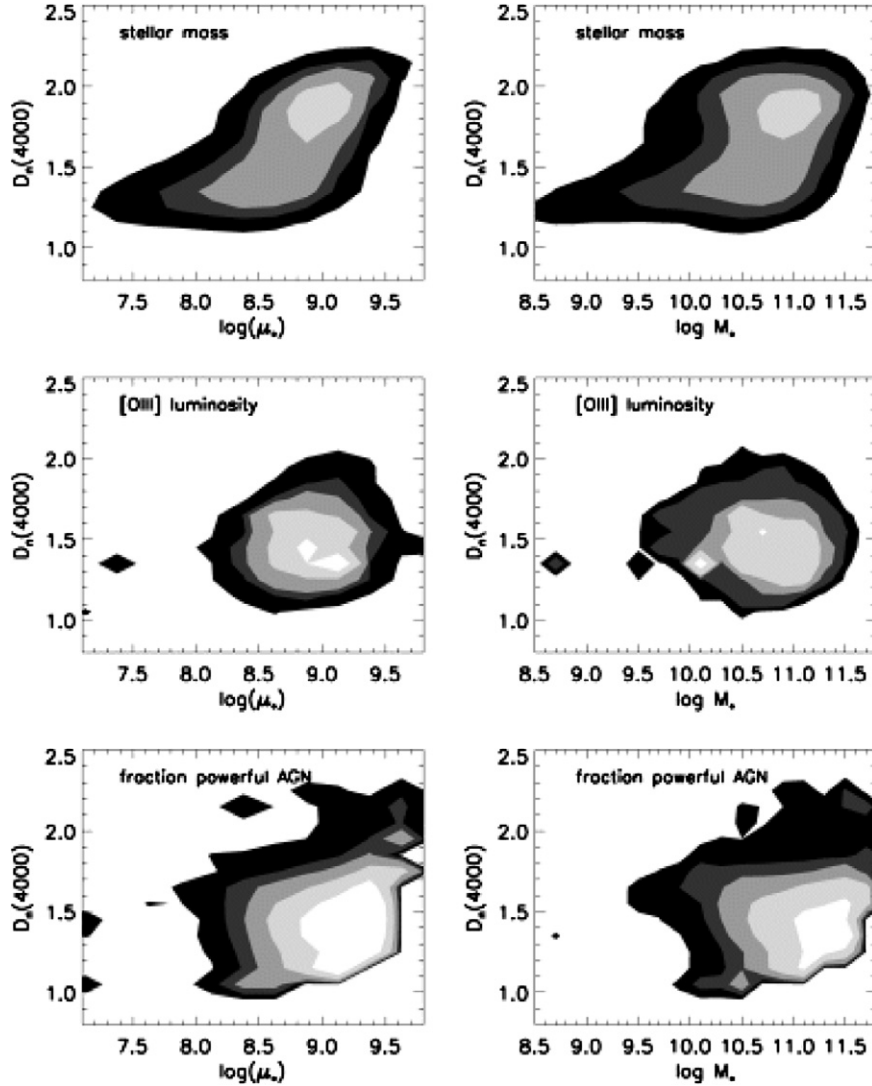 stellar mass
stellar mass
2.5
2.0
1.5
1.0
Dₙ(4000)
7.5 8.0 8.5 9.0 9.5
log(μ*)
2.5
2.0
1.5
1.0
Dₙ(4000)
8.5 9.0 9.5 10.0 10.5 11.0 11.5
log M*
[OIII] luminosity
[OIII] luminosity
2.5
2.0
1.5
1.0
Dₙ(4000)
7.5 8.0 8.5 9.0 9.5
log(μ*)
2.5
2.0
1.5
1.0
Dₙ(4000)
8.5 9.0 9.5 10.0 10.5 11.0 11.5
log M*
fraction powerful AGN
fraction powerful AGN
2.5
2.0
1.5
1.0
Dₙ(4000)
7.5 8.0 8.5 9.0 9.5
log(μ*)
2.5
2.0
1.5
1.0
Dₙ(4000)
8.5 9.0 9.5 10.0 10.5 11.0 11.5
log M*